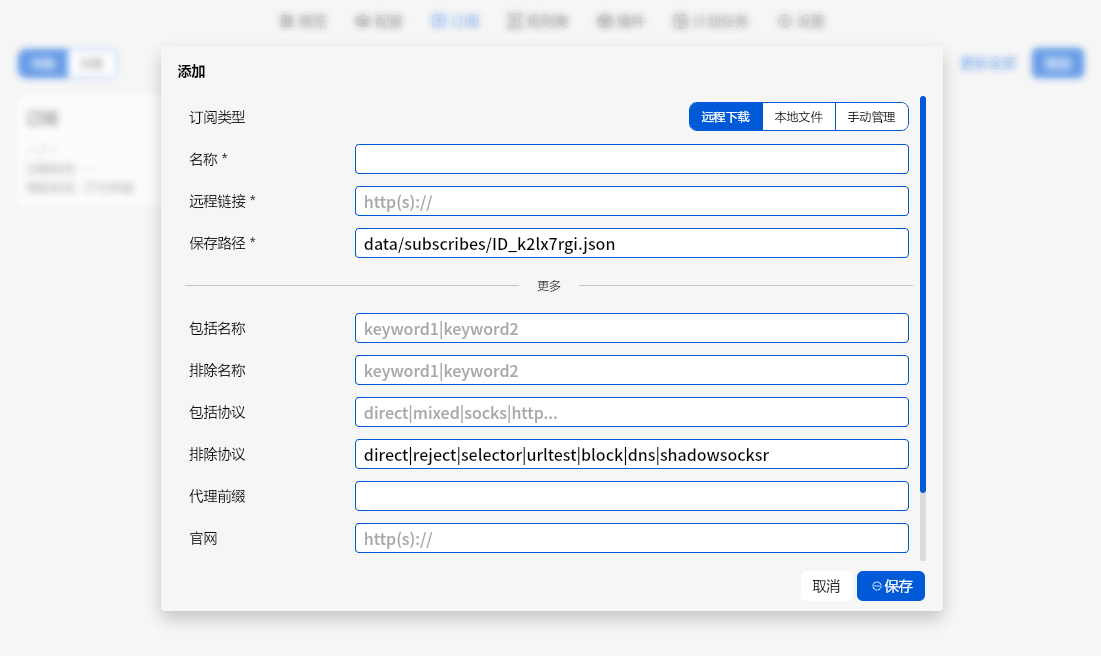 添加
订阅类型 远程下载 本地文件 手动管理
名称 *
远程链接 * http(s)://
保存路径 * data/subscribes/ID_k2lx7rgi.json
更多
包括名称 keyword1|keyword2
排除名称 keyword1|keyword2
包括协议 direct|mixed|socks|http...
排除协议 direct|reject|selector|urltest|block|dns|shadowsocksr
代理前缀
官网 http(s)://
取消 保存